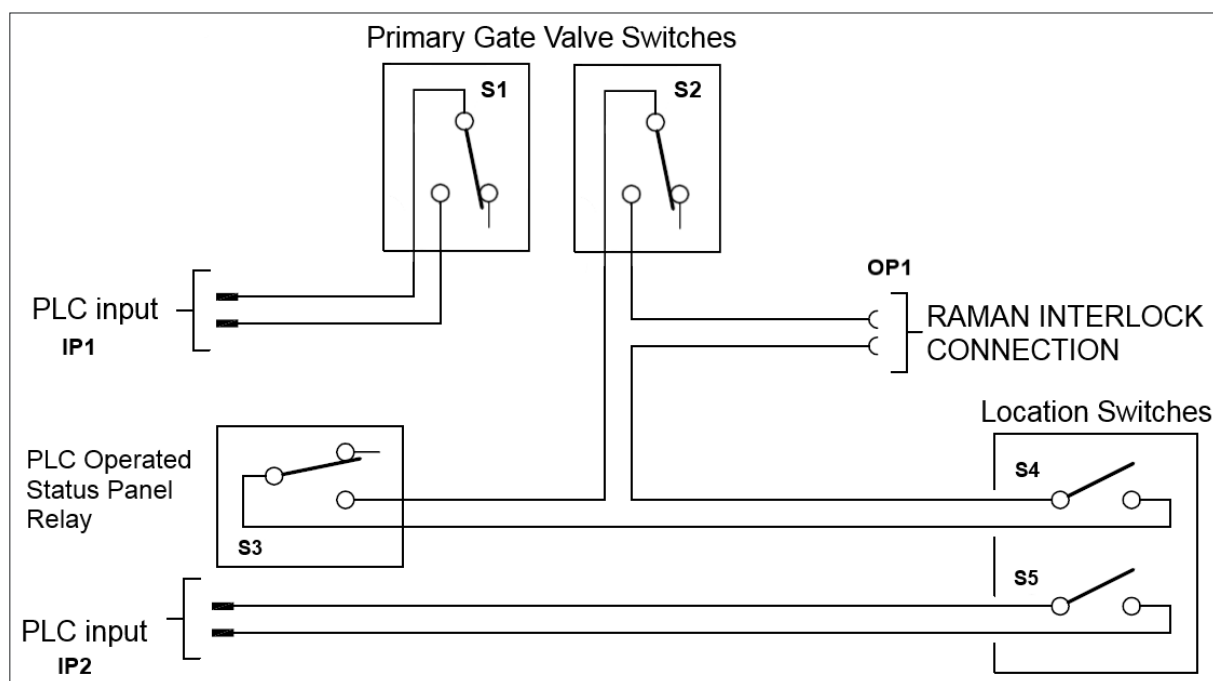 Primary Gate Valve Switches
S1
S2
PLC input
IP1
OP1
RAMAN INTERLOCK
CONNECTION
Location Switches
PLC Operated
Status Panel
Relay
S3
S4
S5
PLC input
IP2